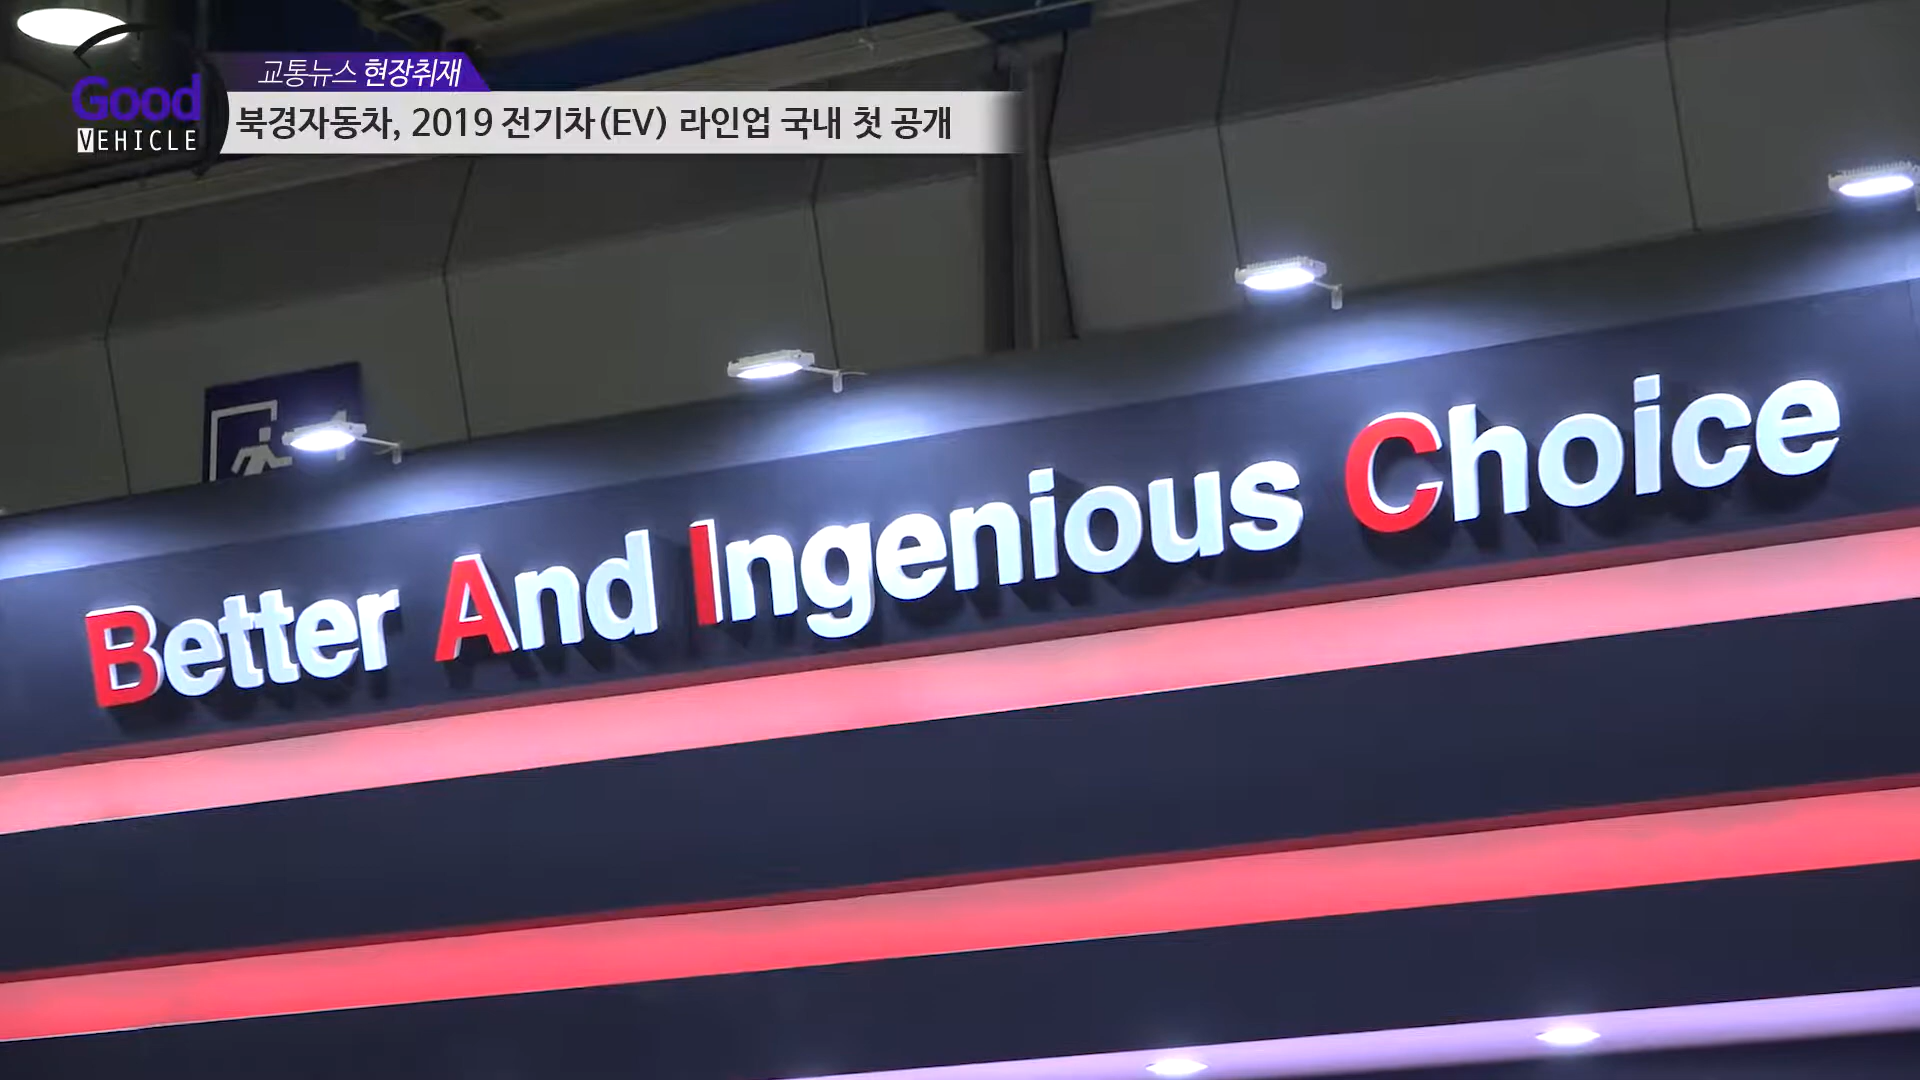 교통뉴스 현장취재
Good
VEHICLE
북경자동차, 2019 전기차(EV) 라인업 국내 첫 공개
Better And Ingenious Choice